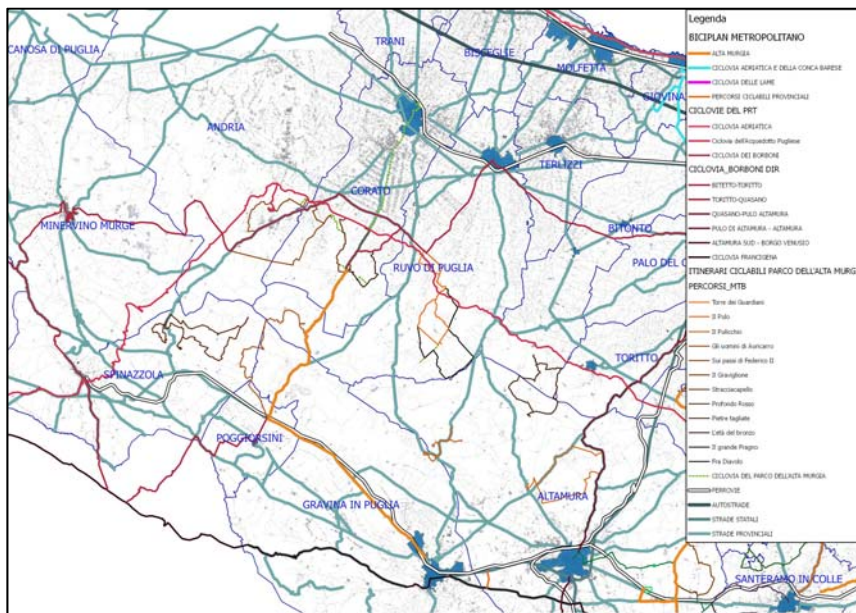 CANOSA DI PUGLIA
TRANI
BISCEGLIE
MOLFETTA
GIOVINA
ANDRIA
TERLIZZI
CORATO
MINERVINO MURGE
BITONTO
RUVO DI PUGLIA
PALO DEL C
TORITTO
SPINAZZOLA
POGGIORSINI
GRAVINA IN PUGLIA
ALTAMURA
SANTERAMO IN COLLE
Legenda
BICIPLAN METROPOLITANO
ALTA MURGIA
CICLOVIA ADRIATICA E DELLA CONCA BARESE
CICLOVIA DELLE LAME
PERCORSI CICLABILI PROVINCIALI
CICLOVIE DEL PRT
CICLOVIA ADRIATICA
Ciclovia dell'Acquedotto Pugliese
CICLOVIA DEI BORBONI
CICLOVIA_BORBONI DIR
BITETTO-TORITTO
TORITTO-QUASANO
QUASANO-PULO ALTAMURA
PULO DI ALTAMURA - ALTAMURA
ALTAMURA SUD - BORGO VENUSIO
CICLOVIA FRANCIGENA
ITINERARI CICLABILI PARCO DELL'ALTA MURG
PERCORSI_MTB
Torre dei Guardiani
Il Pulo
Il Pulicchio
Gli uomini di Auricarro
Sui passi di Federico II
Il Graviglione
Stracciacapello
Profondo Rosso
Pietre tagliate
L'età del bronzo
Il grande Piagno
Fra Diavolo
CICLOVIA DEL PARCO DELL'ALTA MURGIA
FERROVIE
AUTOSTRADE
STRADE STATALI
STRADE PROVINCIALI